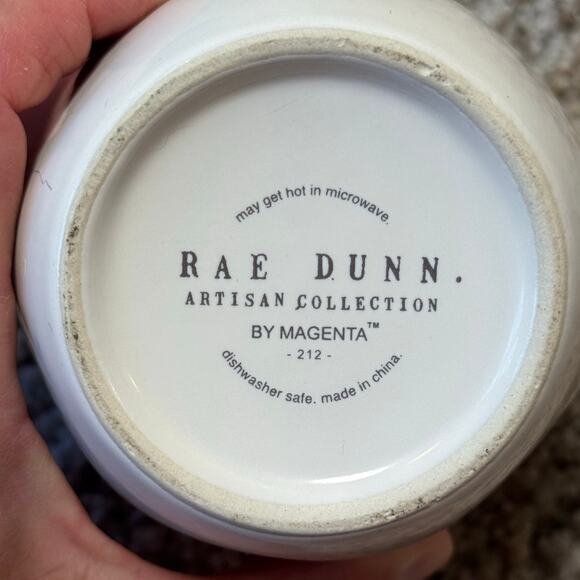 may get hot in microwave.
RAE DUNN.
ARTISAN COLLECTION
BY MAGENTA™
- 212 -
dishwasher safe. made in china.